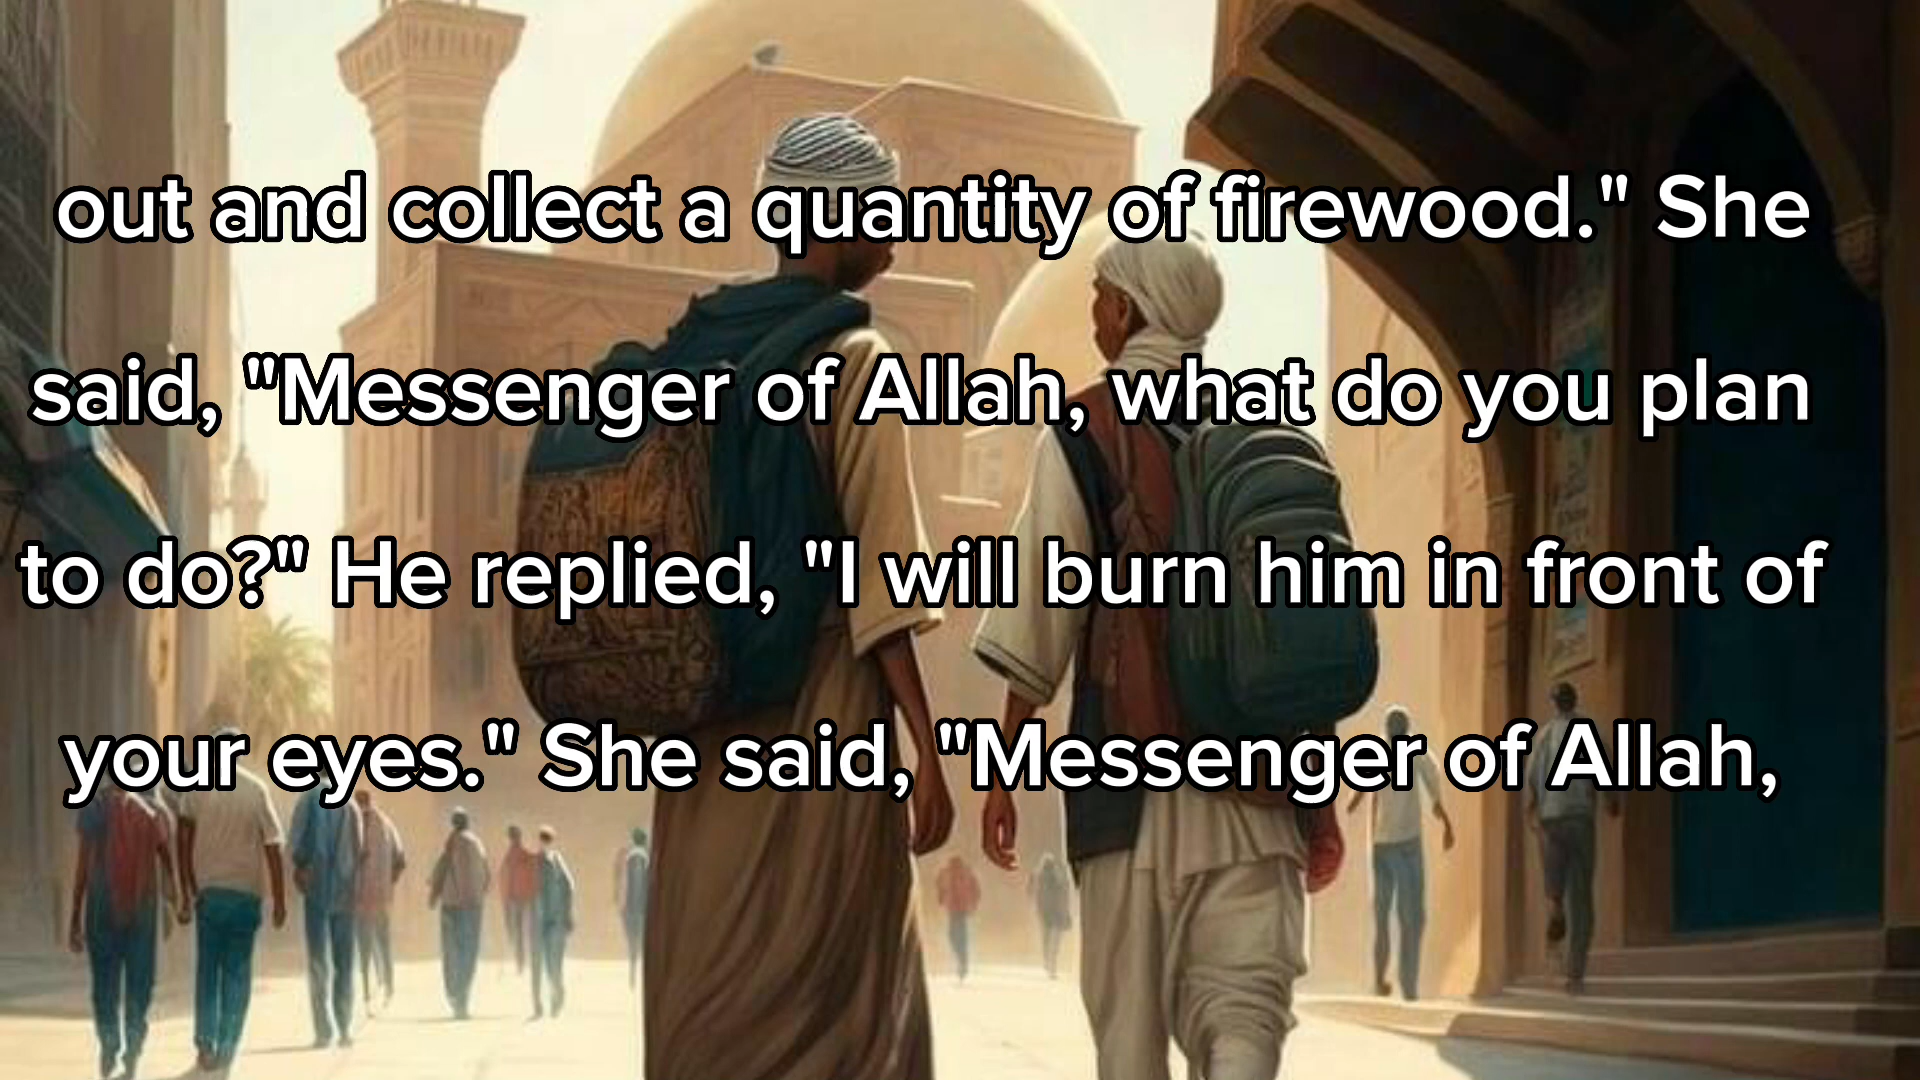 out and collect a quantity of firewood." She
said, "Messenger of Allah, what do you plan
to do?" He replied, "I will burn him in front of
your eyes." She said, "Messenger of Allah,